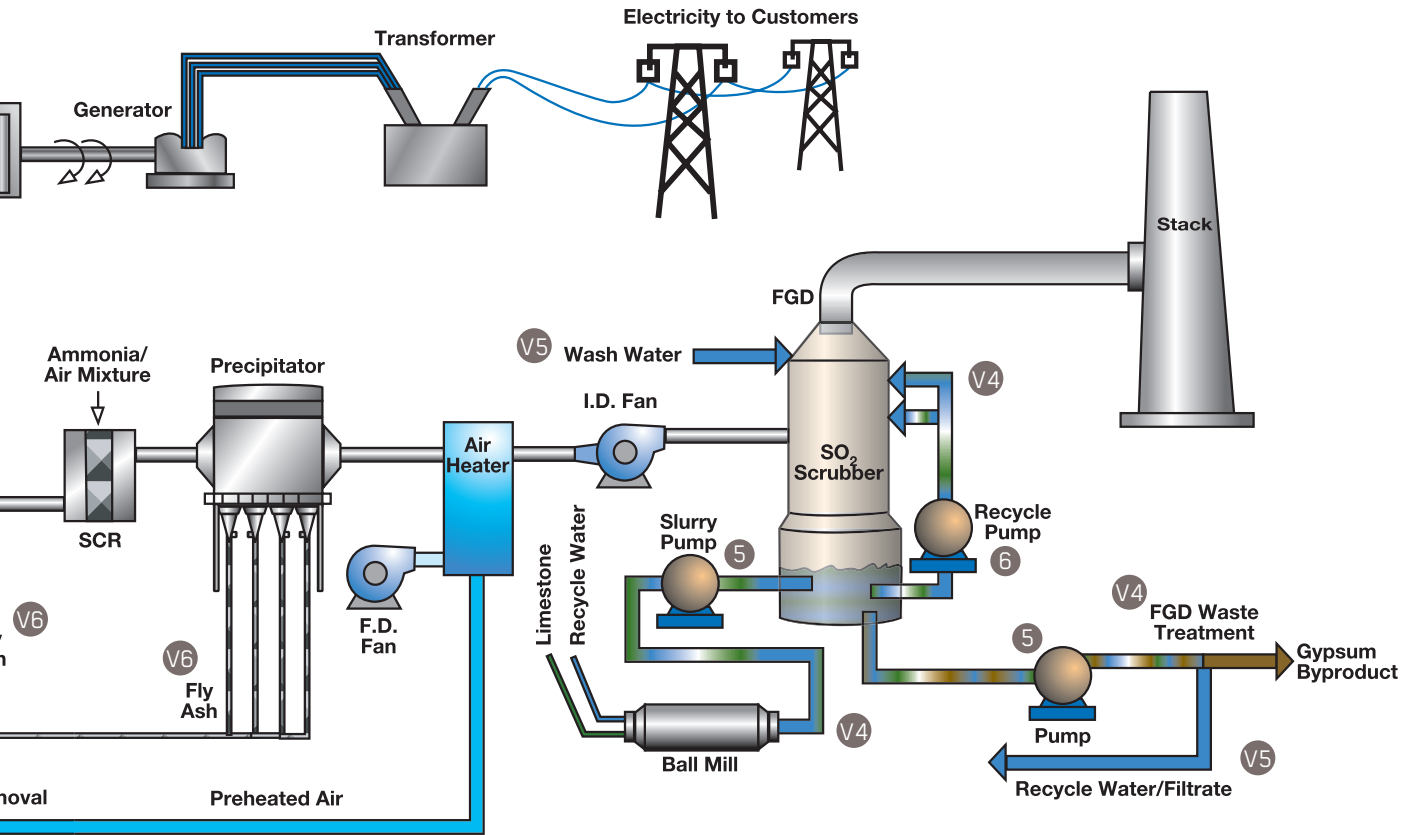 Electricity to Customers
Transformer
Generator
Stack
FGD
V5
Wash Water
V4
Ammonia/
Air Mixture
Precipitator
I.D. Fan
Air
Heater
SO2
Scrubber
SCR
Slurry
Pump
5
Recycle
Pump
6
Limestone
Recycle Water
V6
F.D.
Fan
V6
Fly
Ash
V4
FGD Waste
Treatment
5
Gypsum
Byproduct
Pump
V4
Ball Mill
V5
Recycle Water/Filtrate
Preheated Air